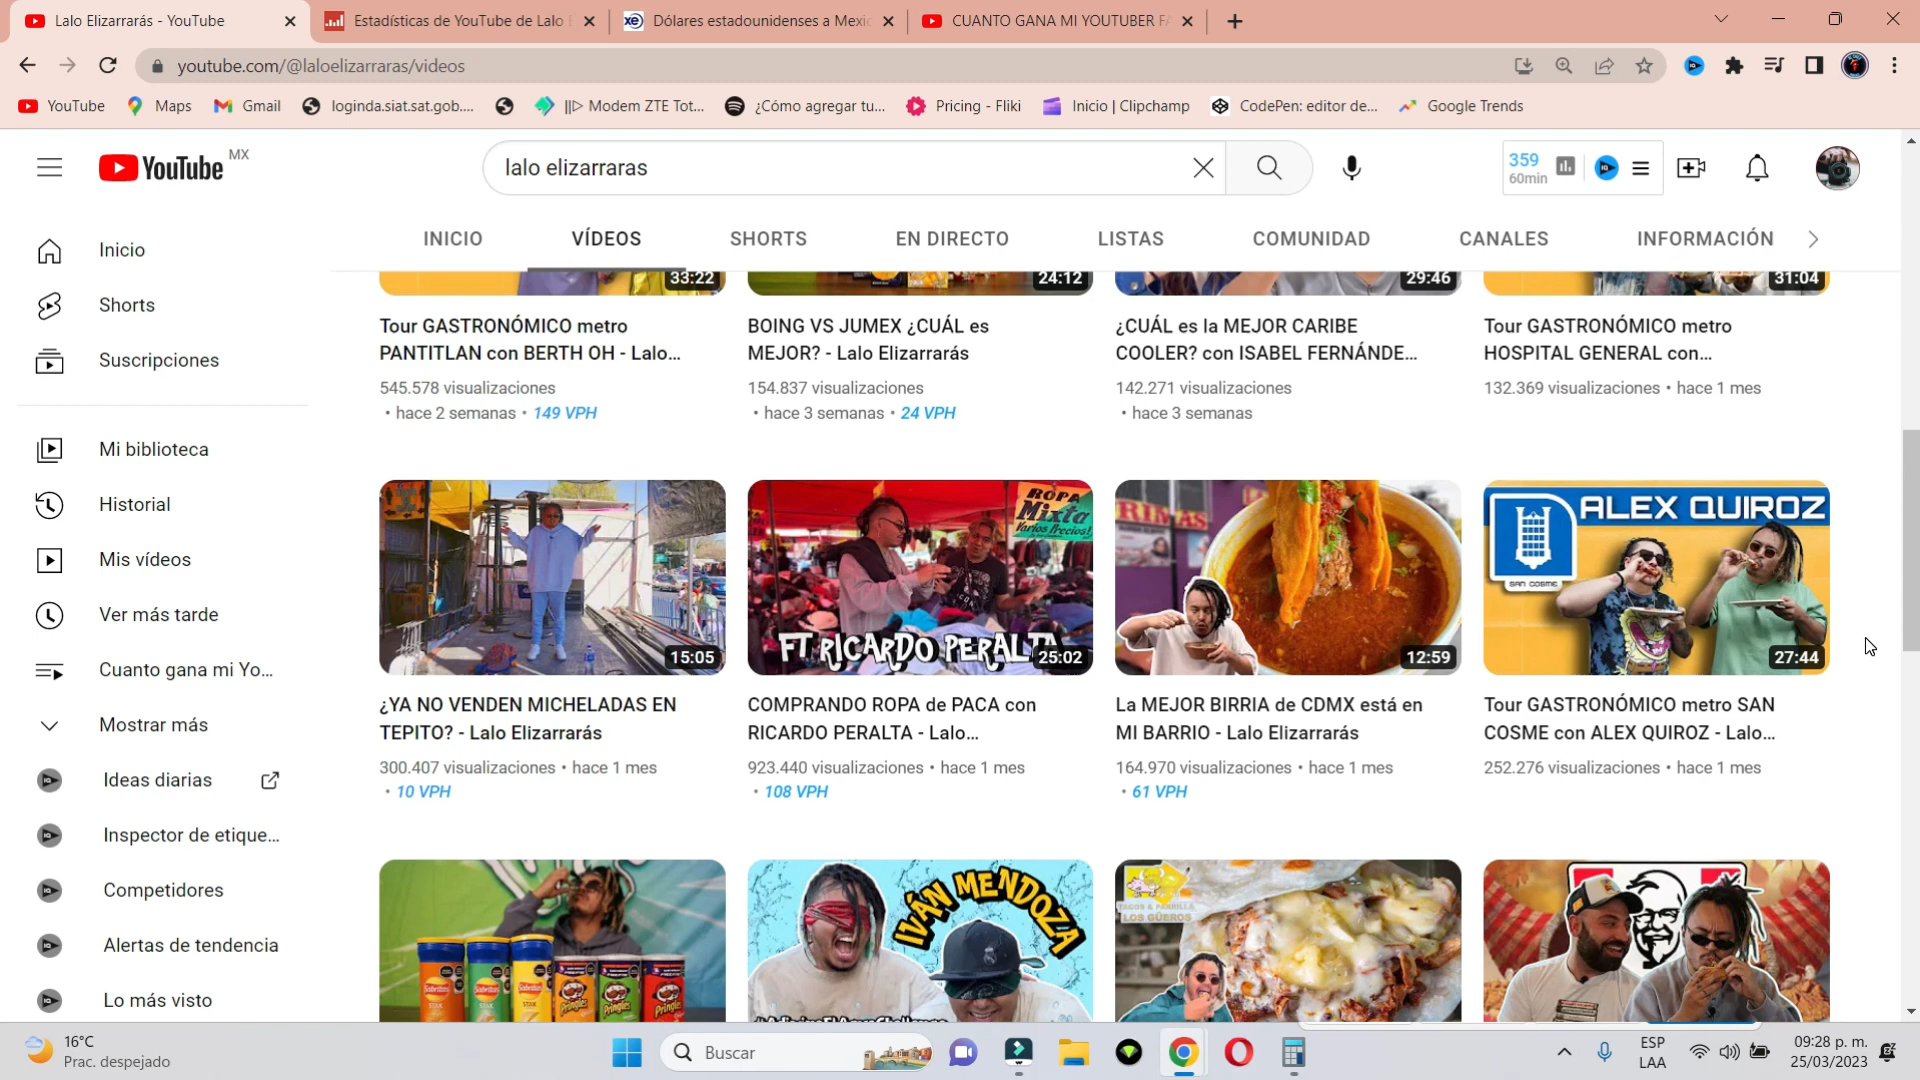 Lalo Elizarrarás - YouTube
Estadísticas de YouTube de Lalo
Dólares estadounidenses a Mexic
CUANTO GANA MI YOUTUBER FA
youtube.com/@laloelizarraras/videos
YouTube
Maps
Gmail
loginda.siat.sat.gob....
||▷ Modem ZTE Tot...
¿Cómo agregar tu...
Pricing - Fliki
Inicio | Clipchamp
CodePen: editor de...
Google Trends
YouTube MX
lalo elizarraras
359
60min
INICIO
VÍDEOS
SHORTS
EN DIRECTO
LISTAS
COMUNIDAD
CANALES
INFORMACIÓN
Inicio
Shorts
Suscripciones
Mi biblioteca
Historial
Mis vídeos
Ver más tarde
Cuanto gana mi Yo...
Mostrar más
Ideas diarias
Inspector de etique...
Competidores
Alertas de tendencia
Lo más visto
33:22
24:12
29:46
31:04
Tour GASTRONÓMICO metro
PANTITLAN con BERTH OH - Lalo...
545.578 visualizaciones
• hace 2 semanas • 149 VPH
BOING VS JUMEX ¿CUÁL es
MEJOR? - Lalo Elizarrarás
154.837 visualizaciones
• hace 3 semanas • 24 VPH
¿CUÁL es la MEJOR CARIBE
COOLER? con ISABEL FERNÁNDE...
142.271 visualizaciones
• hace 3 semanas
Tour GASTRONÓMICO metro
HOSPITAL GENERAL con...
132.369 visualizaciones • hace 1 mes
15:05
ROPA
Mixta
Varios Precios!
FT RICARDO PERALTA
25:02
12:59
ALEX QUIROZ
SAN COSME
27:44
¿YA NO VENDEN MICHELADAS EN
TEPITO? - Lalo Elizarrarás
300.407 visualizaciones • hace 1 mes
• 10 VPH
COMPRANDO ROPA de PACA con
RICARDO PERALTA - Lalo...
923.440 visualizaciones • hace 1 mes
• 108 VPH
La MEJOR BIRRIA de CDMX está en
MI BARRIO - Lalo Elizarrarás
164.970 visualizaciones • hace 1 mes
• 61 VPH
Tour GASTRONÓMICO metro SAN
COSME con ALEX QUIROZ - Lalo...
252.276 visualizaciones • hace 1 mes
IVÁN MENDOZA
TACOS & PARRILLA
LOS GÜEROS
KFC
16°C
Prac. despejado
Buscar
ESP
LAA
09:28 p. m.
25/03/2023